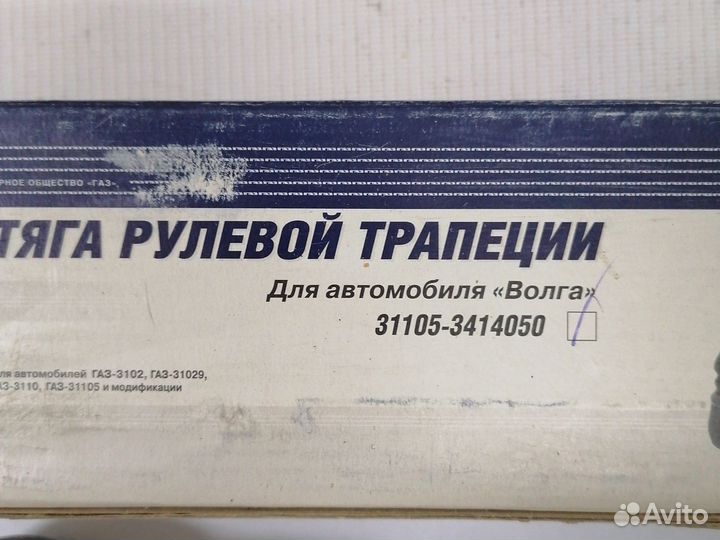 РНОЕ ОБЩЕСТВО «ГАЗ»
ТЯГА РУЛЕВОЙ ТРАПЕЦИИ
Для автомобиля «Волга»
31105-3414050
ля автомобилей ГАЗ-3102, ГАЗ-31029,
АЗ-3110, ГАЗ-31105 и модификации
Avito